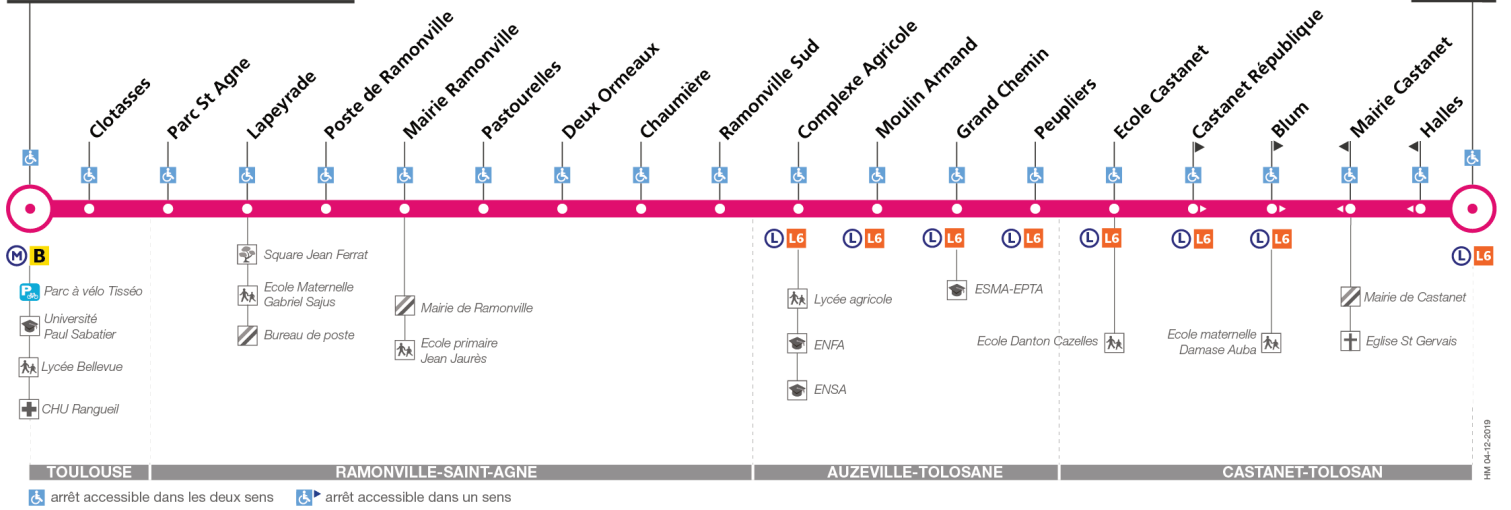 Clotasses
Parc St Agne
Lapeyrade
Poste de Ramonville
Mairie Ramonville
Pastourelles
Deux Ormeaux
Chaumière
Ramonville Sud
Complexe Agricole
Moulin Armand
Grand Chemin
Peupliers
Ecole Castanet
Castanet République
Blum
Mairie Castanet
Halles
M B
Parc à vélo Tisséo
Université
Paul Sabatier
Lycée Bellevue
CHU Rangueil
Square Jean Ferrat
Ecole Maternelle
Gabriel Sajus
Bureau de poste
Mairie de Ramonville
Ecole primaire
Jean Jaurès
L L6
L L6
L L6
L L6
L L6
L L6
L L6
L L6
Lycée agricole
ENFA
ENSA
ESMA-EPTA
Ecole Danton Cazelles
Ecole maternelle
Damase Auba
Mairie de Castanet
Eglise St Gervais
HM 04-12-2019
TOULOUSE
RAMONVILLE-SAINT-AGNE
AUZEVILLE-TOLOSANE
CASTANET-TOLOSAN
arrêt accessible dans les deux sens
arrêt accessible dans un sens